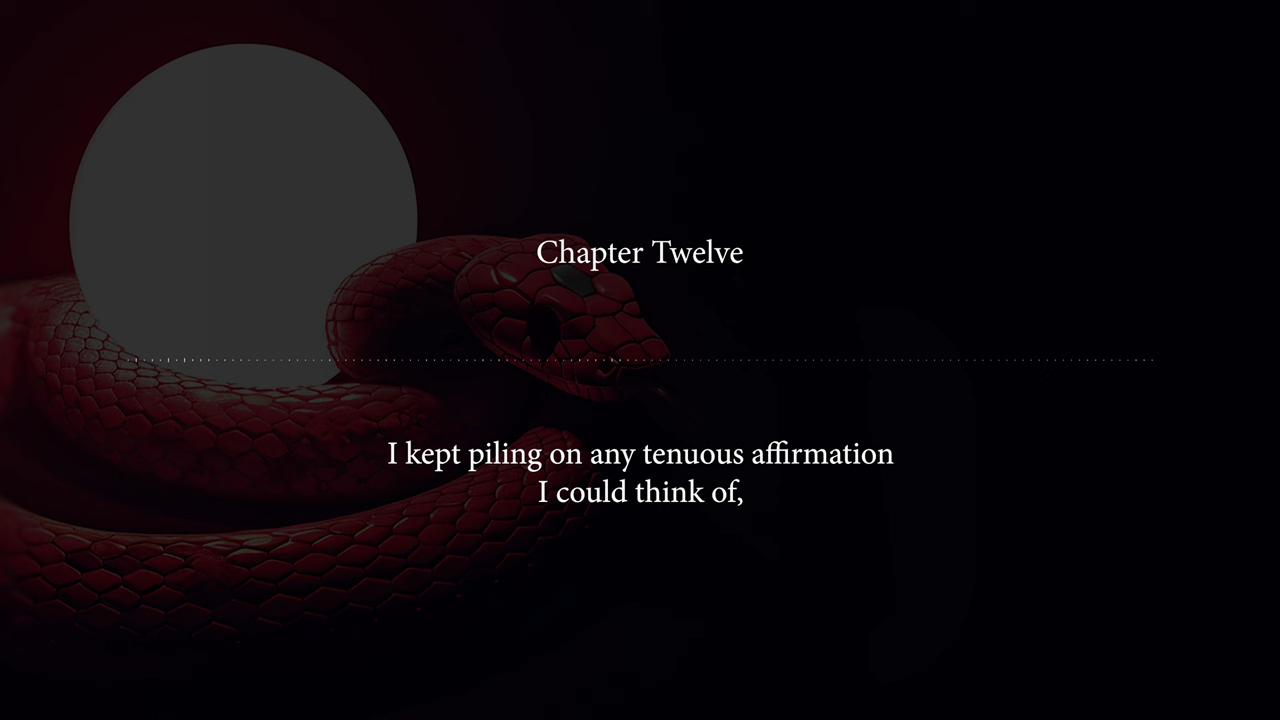 Chapter Twelve
I kept piling on any tenuous affirmation
I could think of,